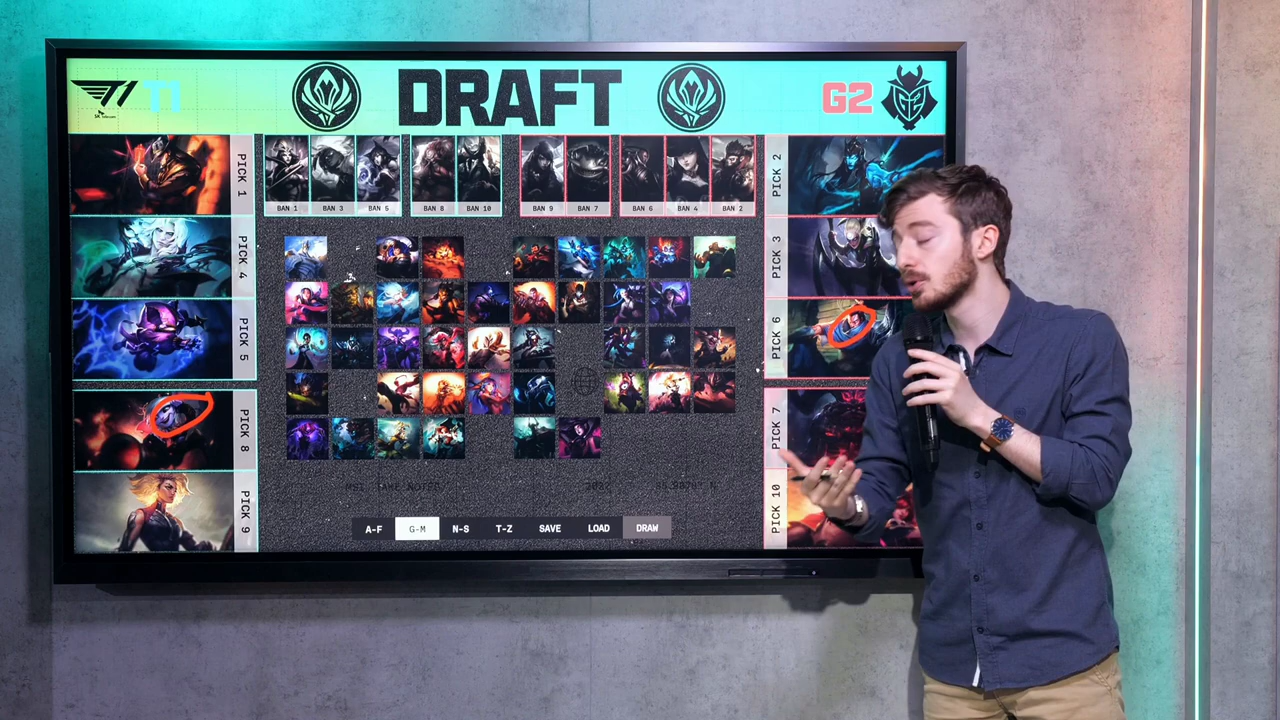 T1 T1
DRAFT
G2 G2
PICK 1
PICK 4
PICK 5
PICK 8
PICK 9
BAN 1 BAN 3 BAN 5 BAN 8 BAN 10 BAN 9 BAN 7 BAN 6 BAN 4 BAN 2
PICK 2
PICK 3
PICK 6
PICK 7
PICK 10
A-F G-M N-S T-Z SAVE LOAD DRAW